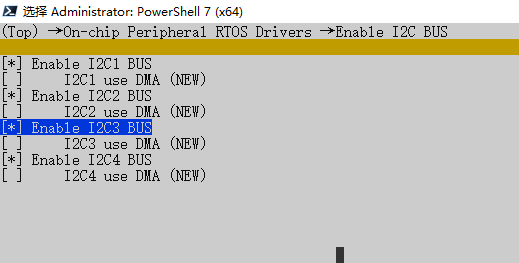 选择 Administrator: PowerShell 7 (x64)
(Top) →On-chip Peripheral RTOS Drivers →Enable I2C BUS
[*] Enable I2C1 BUS
[ ]     I2C1 use DMA (NEW)
[*] Enable I2C2 BUS
[ ]     I2C2 use DMA (NEW)
[*] Enable I2C3 BUS
[ ]     I2C3 use DMA (NEW)
[*] Enable I2C4 BUS
[ ]     I2C4 use DMA (NEW)